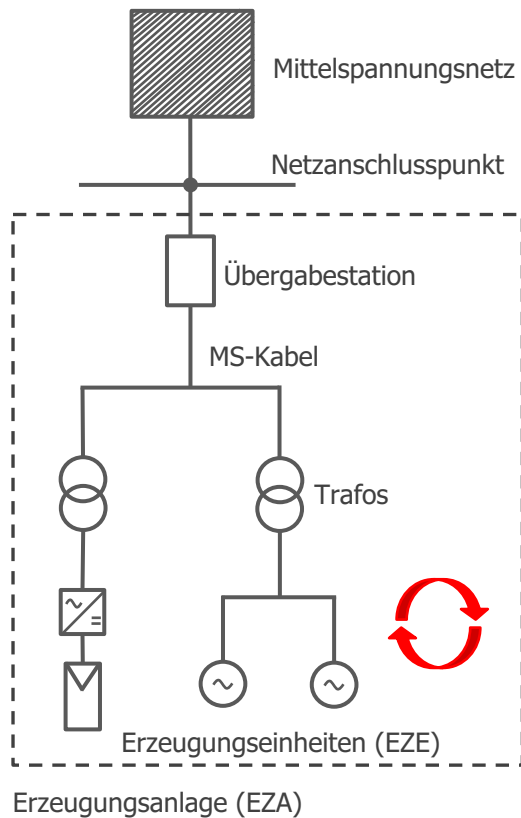 Mittelspannungsnetz
Netzanschlusspunkt
Übergabestation
MS-Kabel
Trafos
Erzeugungseinheiten (EZE)
Erzeugungsanlage (EZA)